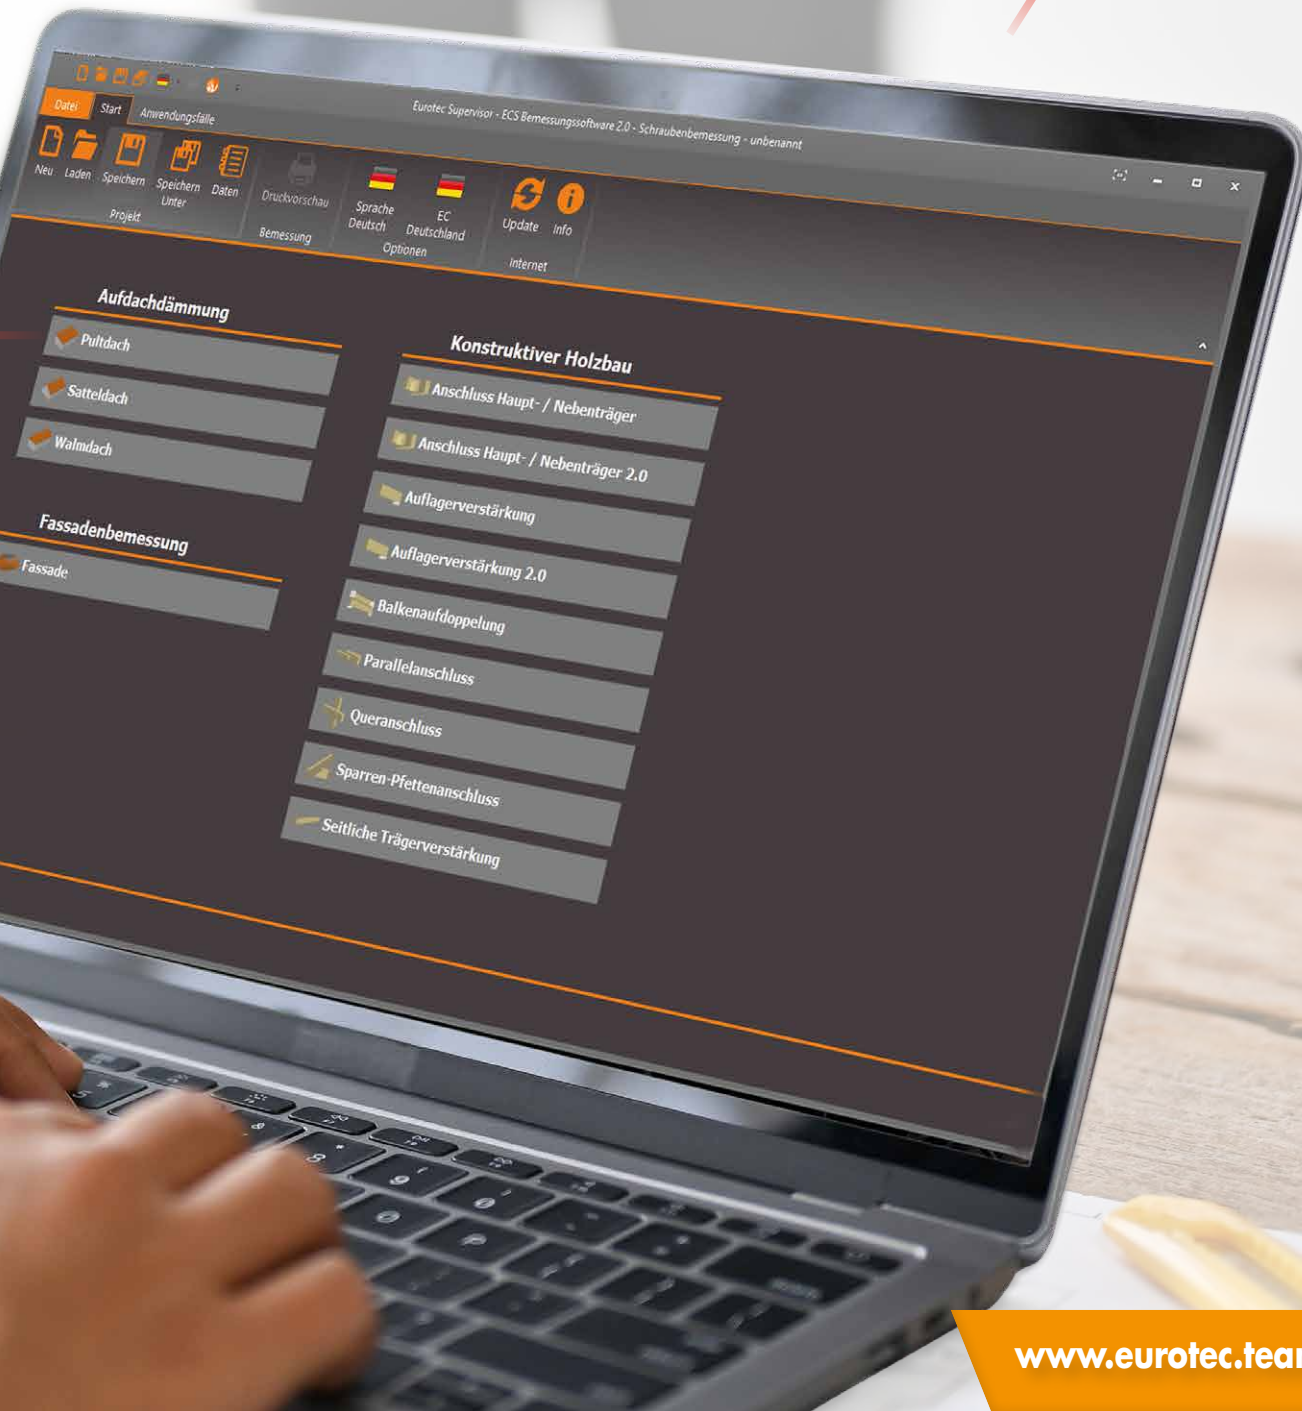 Eurotec Supervisor - ECS Bemessungssoftware 2.0 - Schraubenbemessung - unbenannt
Datei Start Anwendungsfälle
Neu Laden Speichern Speichern Unter Daten
Projekt
Druckvorschau
Bemessung
Sprache Deutsch
EC Deutschland
Optionen
Update Info
Internet
Aufdachdämmung
Pultdach
Satteldach
Walmdach
Fassadenbemessung
Fassade
Konstruktiver Holzbau
Anschluss Haupt- / Nebenträger
Anschluss Haupt- / Nebenträger 2.0
Auflagerverstärkung
Auflagerverstärkung 2.0
Balkenaufdoppelung
Parallelanschluss
Queranschluss
Sparren-Pfettenanschluss
Seitliche Trägerverstärkung
www.eurotec.tea